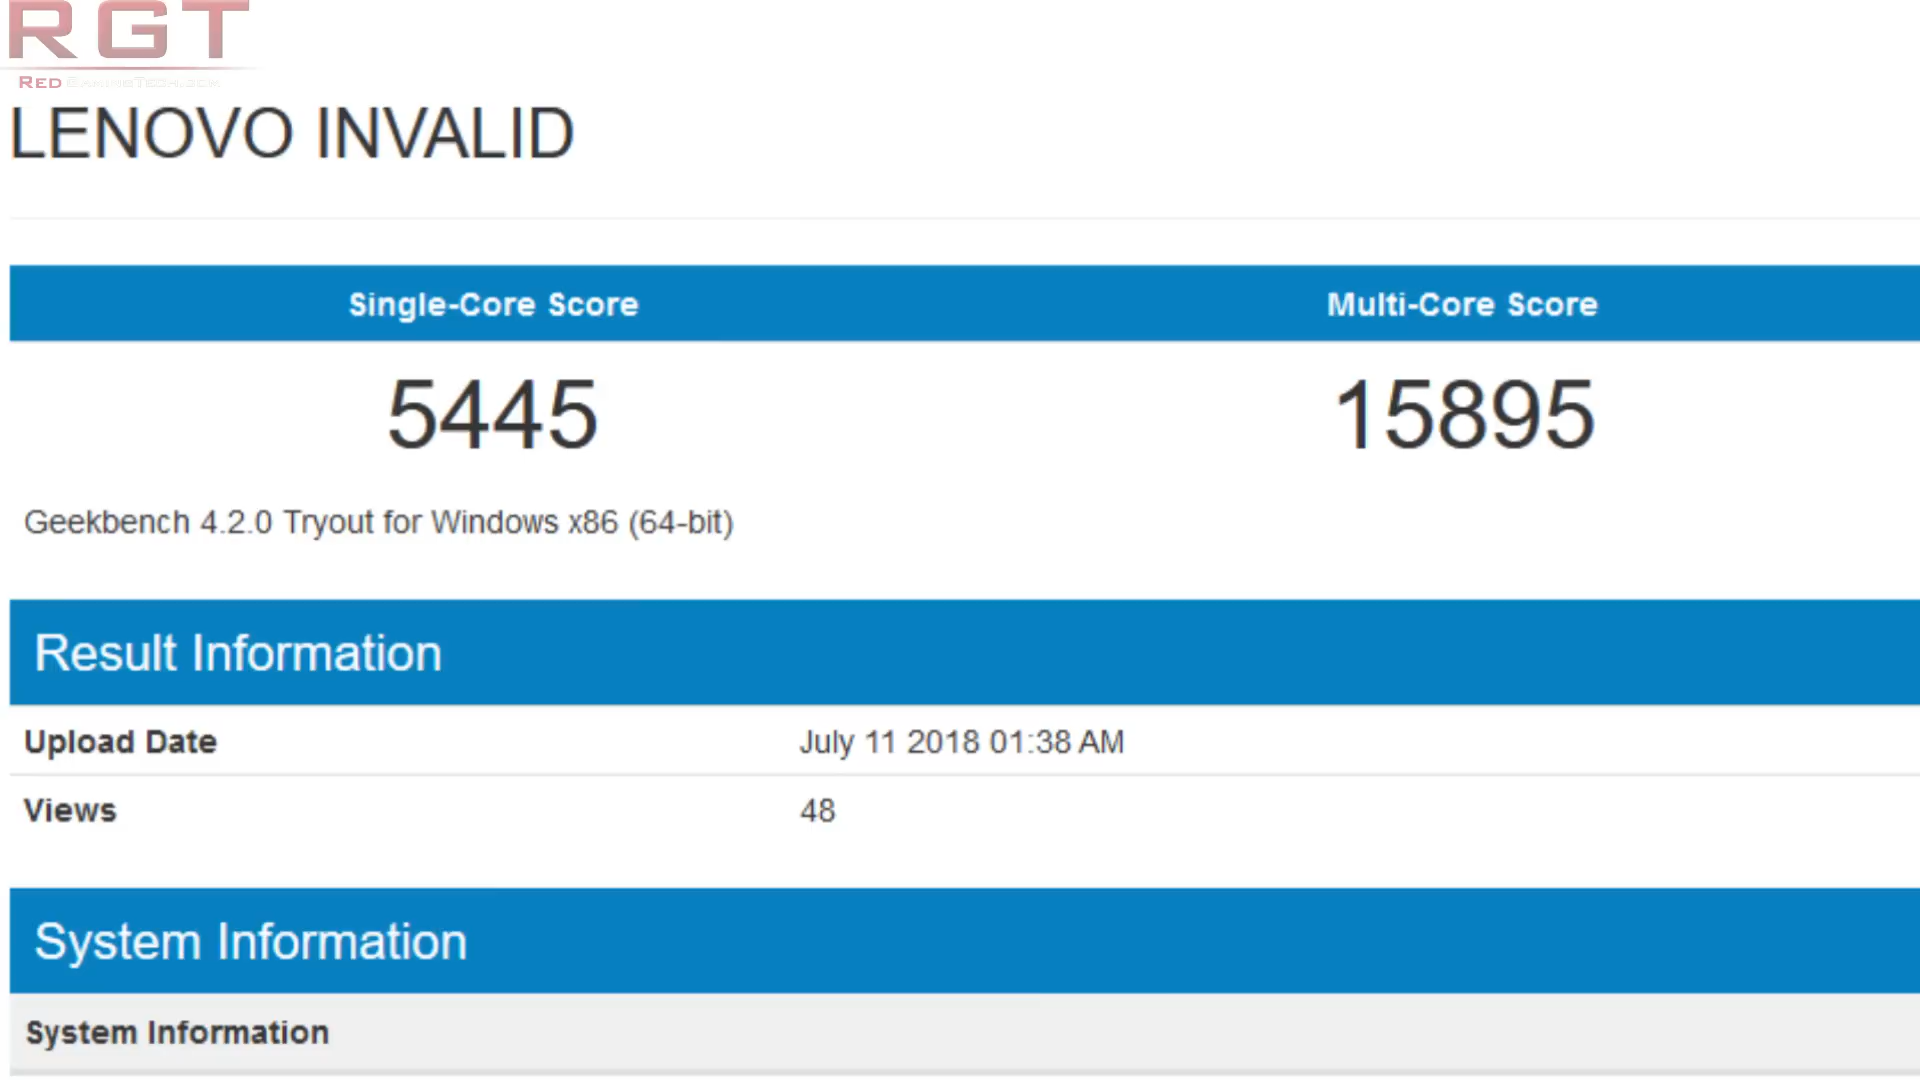 RGT
RED GAMINGTECH.COM
LENOVO INVALID
Single-Core Score Multi-Core Score
5445 15895
Geekbench 4.2.0 Tryout for Windows x86 (64-bit)
Result Information
Upload Date July 11 2018 01:38 AM
Views 48
System Information
System Information